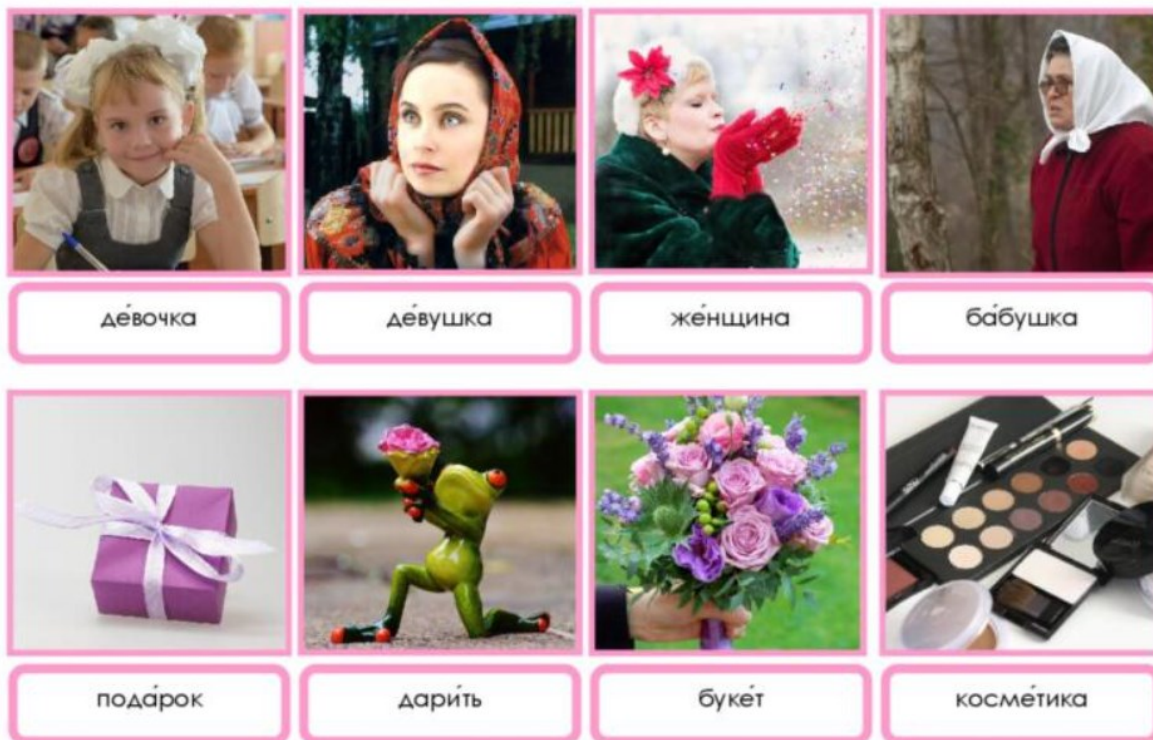 де́вочка
де́вушка
же́нщина
ба́бушка
пода́рок
дари́ть
буке́т
косме́тика